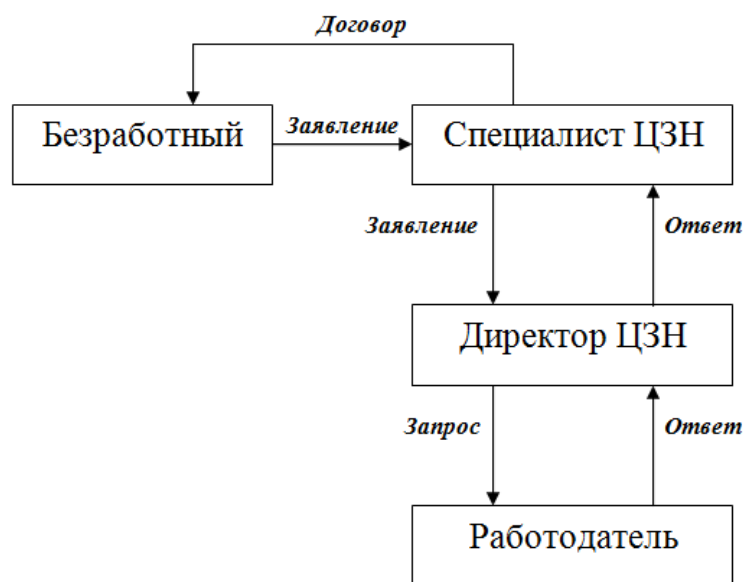 Договор
Безработный
Заявление
Специалист ЦЗН
Заявление
Ответ
Директор ЦЗН
Запрос
Ответ
Работодатель